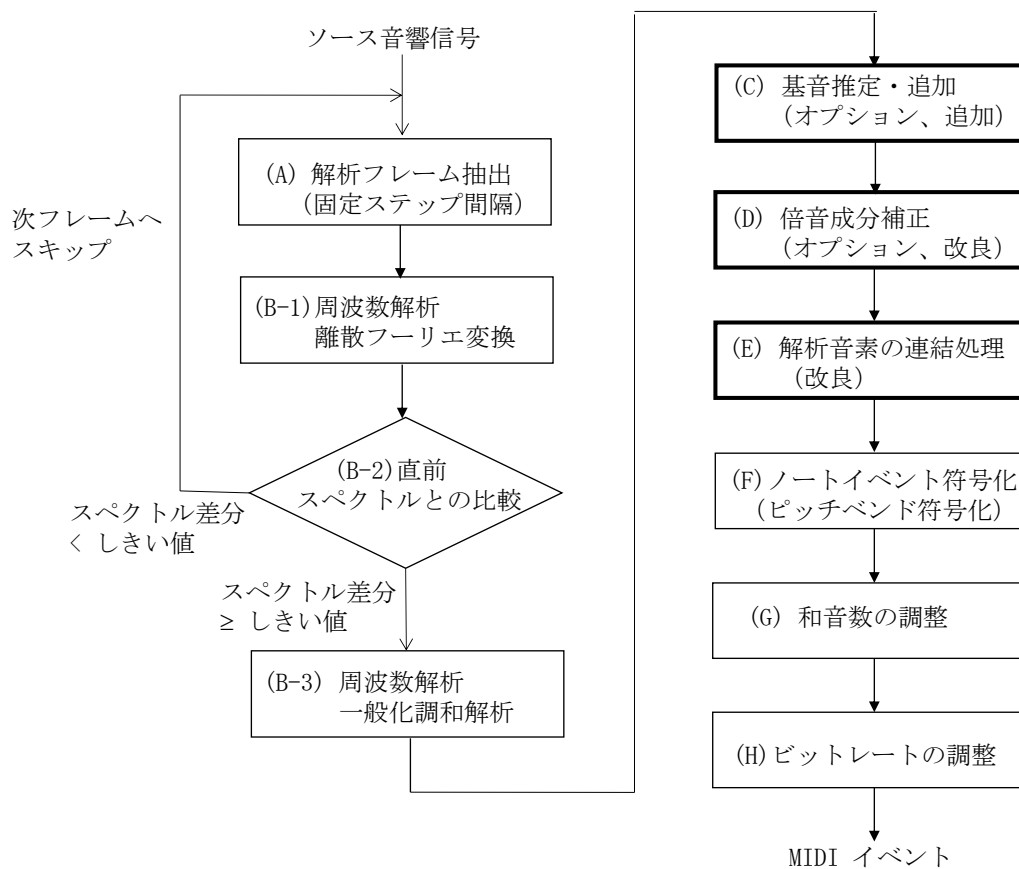 ソース音響信号
(A) 解析フレーム抽出
(固定ステップ間隔)
次フレームへ
スキップ
(B-1)周波数解析
離散フーリエ変換
(B-2)直前
スペクトルとの比較
スペクトル差分
< しきい値
スペクトル差分
≥ しきい値
(B-3) 周波数解析
一般化調和解析
(C) 基音推定・追加
(オプション、追加)
(D) 倍音成分補正
(オプション、改良)
(E) 解析音素の連結処理
(改良)
(F)ノートイベント符号化
(ピッチベンド符号化)
(G) 和音数の調整
(H)ビットレートの調整
MIDI イベント